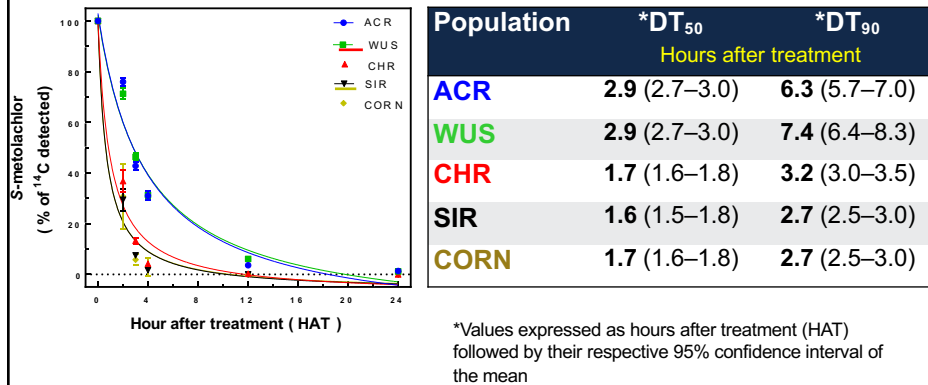 ACR
WUS
CHR
SIR
CORN
S-metolachlor
(% of ¹⁴C detected)
100
80
60
40
20
0
0 4 8 12 16 20 24
Hour after treatment (HAT)
Population *DT₅₀ *DT₉₀
Hours after treatment
ACR 2.9 (2.7–3.0) 6.3 (5.7–7.0)
WUS 2.9 (2.7–3.0) 7.4 (6.4–8.3)
CHR 1.7 (1.6–1.8) 3.2 (3.0–3.5)
SIR 1.6 (1.5–1.8) 2.7 (2.5–3.0)
CORN 1.7 (1.6–1.8) 2.7 (2.5–3.0)
*Values expressed as hours after treatment (HAT)
followed by their respective 95% confidence interval of
the mean